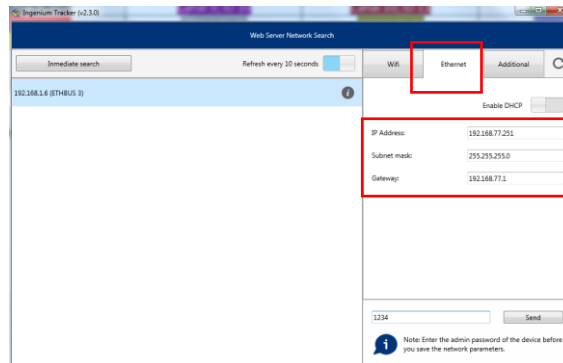 Ingenium Tracker (v2.3.0)
Web Server Network Search
Inmediate search
Refresh every 10 seconds
192.168.1.6 (ETHBUS 3)
Wifi
Ethernet
Additional
Enable DHCP
IP Address: 192.168.77.251
Subnet mask: 255.255.255.0
Gateway: 192.168.77.1
1234
Send
Note: Enter the admin password of the device before
you save the network parameters.